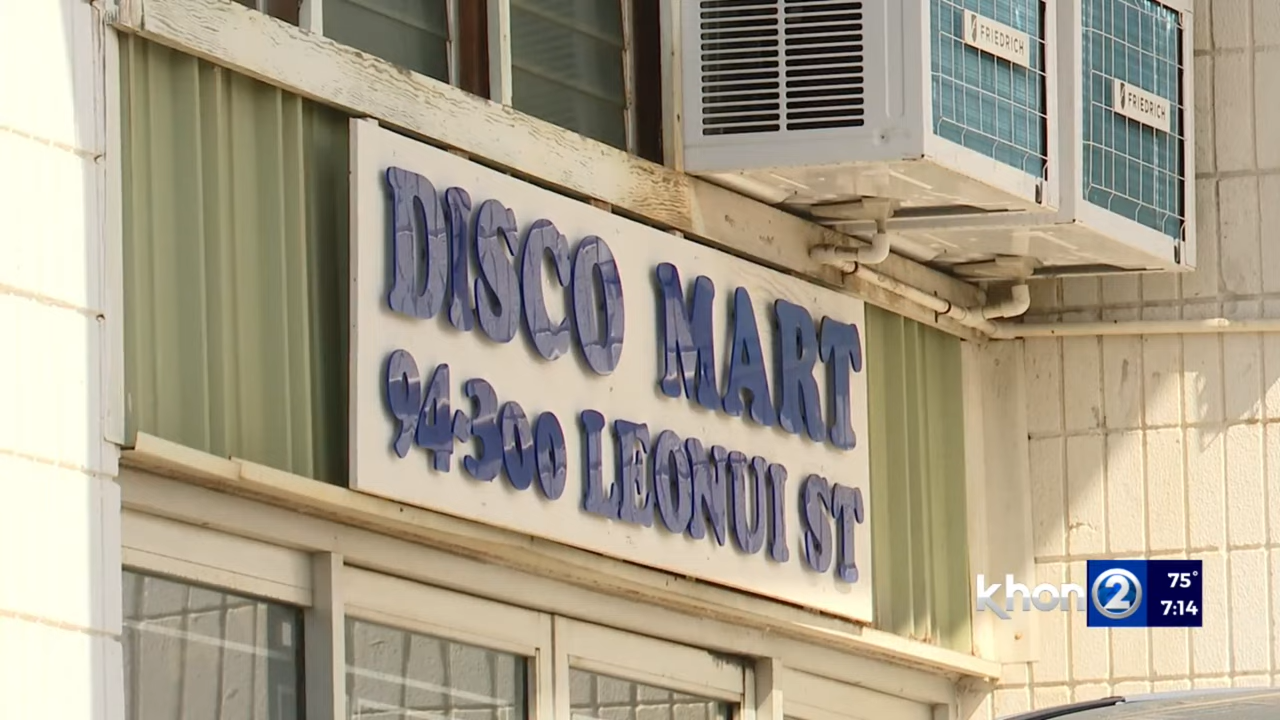 FRIEDRICH
FRIEDRICH
DISCO MART
94-300 LEONUI ST
khon 2
75°
7:14